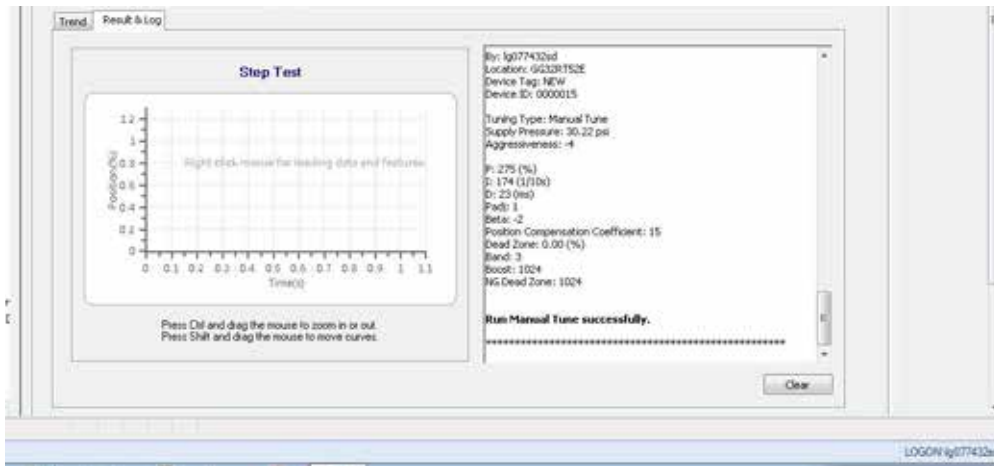 Trend
Result & Log
Step Test
Right click mouse for loading data and features
Position(%)
1.2
1
0.8
0.6
0.4
0.2
0
0 0.1 0.2 0.3 0.4 0.5 0.6 0.7 0.8 0.9 1 1.1
Time(s)
Press Ctrl and drag the mouse to zoom in or out.
Press Shift and drag the mouse to move curves.
By: lg077432sd
Location: GG32RT52E
Device Tag: NEW
Device ID: 0000015
Tuning Type: Manual Tune
Supply Pressure: 30.22 psi
Aggressiveness: -4
P: 275 (%)
I: 174 (1/10s)
D: 23 (ms)
Padj: 1
Beta: -2
Position Compensation Coefficient: 15
Dead Zone: 0.00 (%)
Band: 3
Boost: 1024
NG Dead Zone: 1024
Run Manual Tune successfully.
Clear